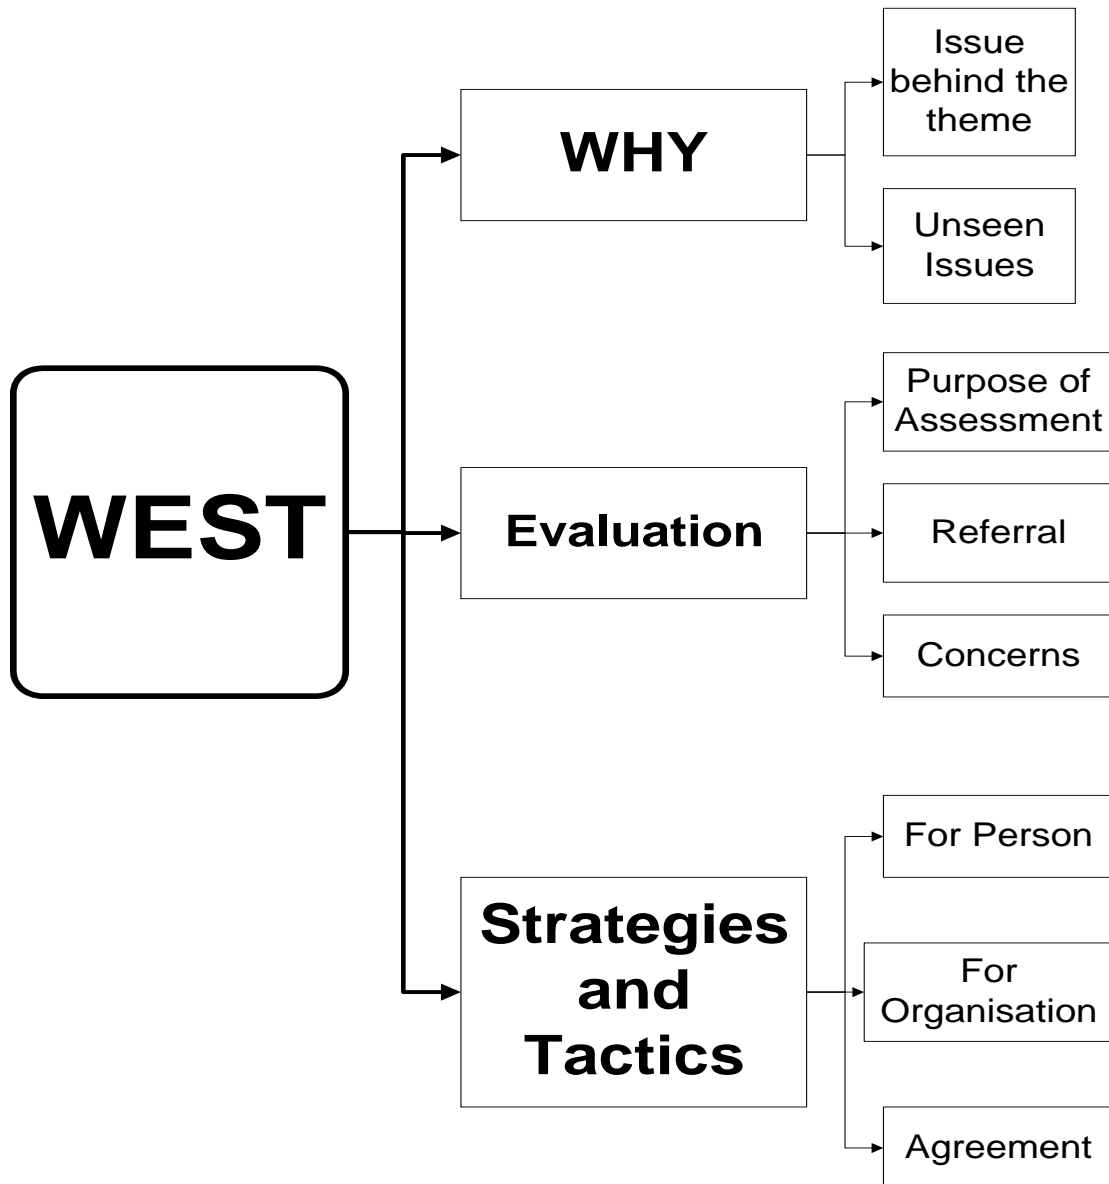 WEST
WHY
Issue
behind the
theme
Unseen
Issues
Evaluation
Purpose of
Assessment
Referral
Concerns
Strategies
and
Tactics
For Person
For
Organisation
Agreement